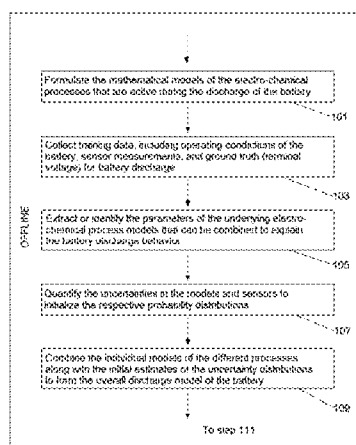 Formulate the mathematical models of the electro-chemical
processes that are active during the discharge of the battery
101
Collect training data, including operating conditions of the
battery, sensor measurements, and ground truth (terminal
voltage) for battery discharge
103
Extract or identify the parameters of the underlying electro-
chemical process models that can be combined to explain
the battery discharge behavior
105
OFFLINE
Quantify the uncertainties in the models and sensors to
initialize the respective probability distributions
107
Combine the individual models of the different processes
along with the initial estimates of the uncertainty distributions
to form the overall discharge model of the battery
109
To step 111